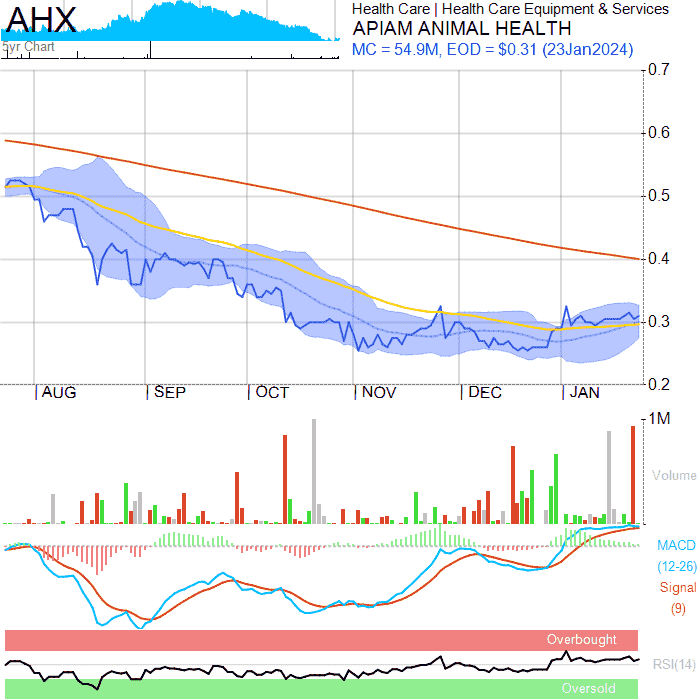 AHX
5yr Chart
Health Care | Health Care Equipment & Services
APIAM ANIMAL HEALTH
MC = 54.9M, EOD = $0.31 (23Jan2024)
0.7
0.6
0.5
0.4
0.3
0.2
AUG SEP OCT NOV DEC JAN
1M
Volume
MACD
(12-26)
Signal
(9)
Overbought
RSI(14)
Oversold